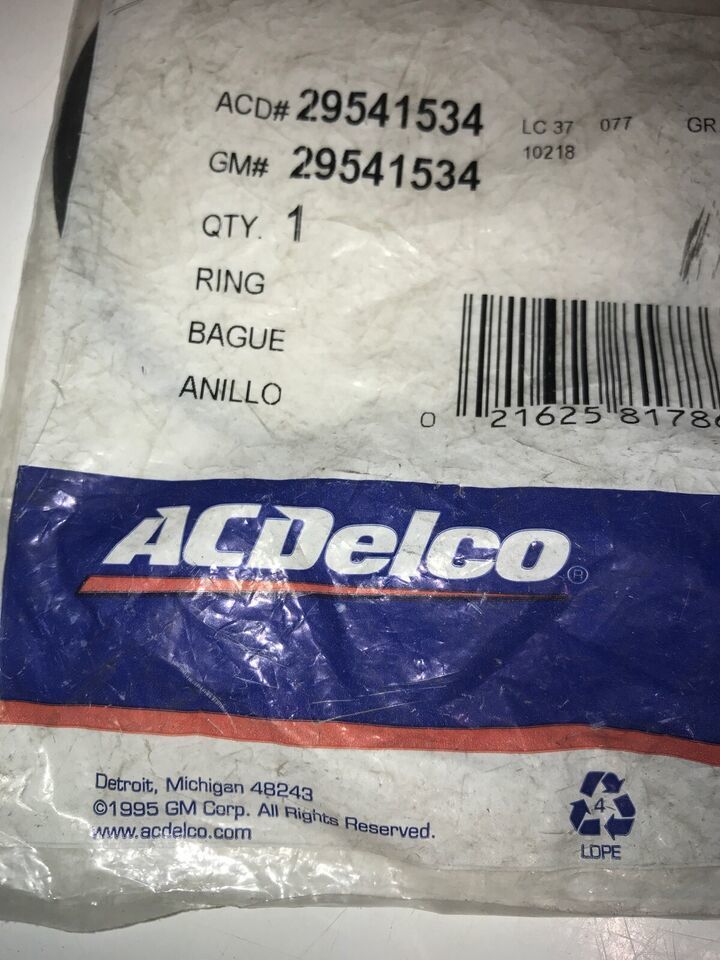 ACD# 29541534 LC 37 077 GR
GM# 29541534 10218
QTY. 1
RING
BAGUE
ANILLO
0 21625 81786
ACDelco®
Detroit, Michigan 48243
©1995 GM Corp. All Rights Reserved.
www.acdelco.com
4
LDPE